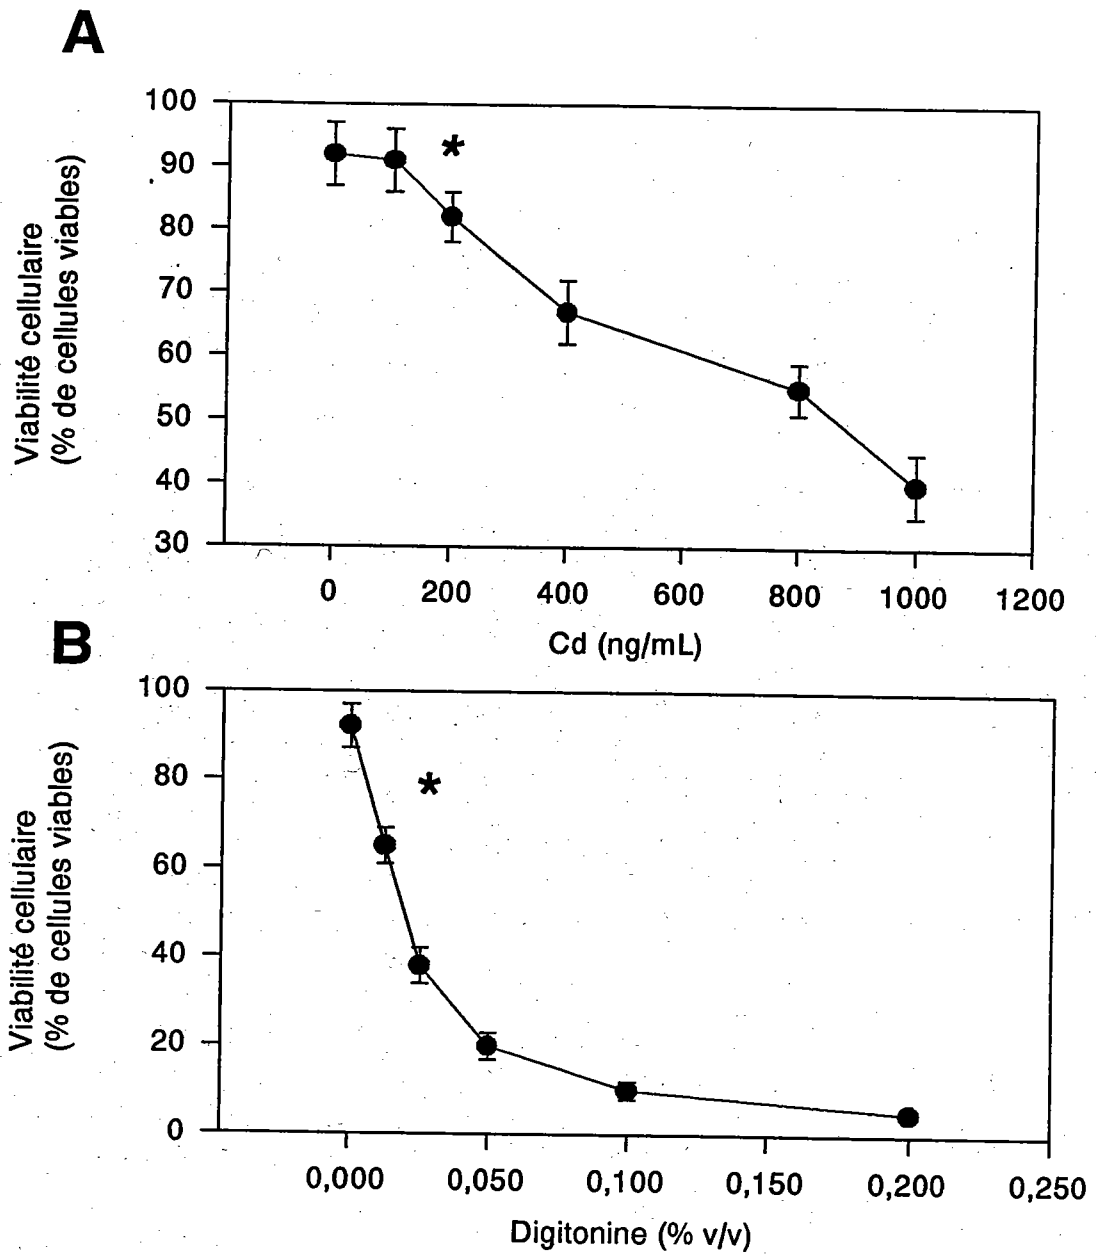 A
100
90
80
70
60
50
40
30
Viabilité cellulaire
(% de cellules viables)
*
0 200 400 600 800 1000 1200
Cd (ng/mL)
B
100
80
60
40
20
0
Viabilité cellulaire
(% de cellules viables)
*
0,000 0,050 0,100 0,150 0,200 0,250
Digitonine (% v/v)